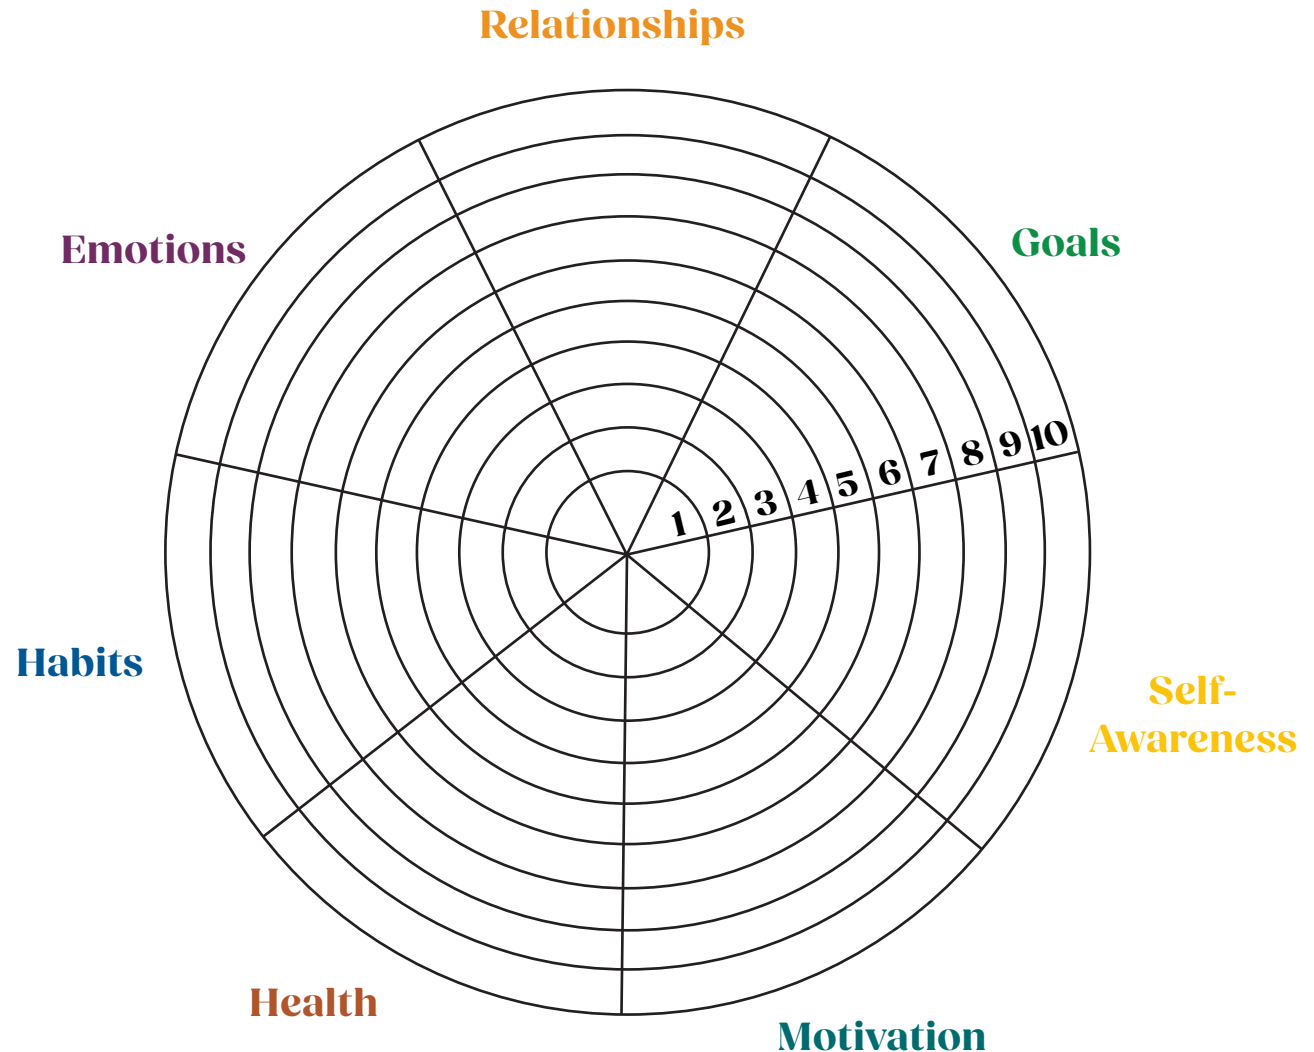 Relationships
Emotions
Goals
1 2 3 4 5 6 7 8 9 10
Habits
Self-
Awareness
Health
Motivation